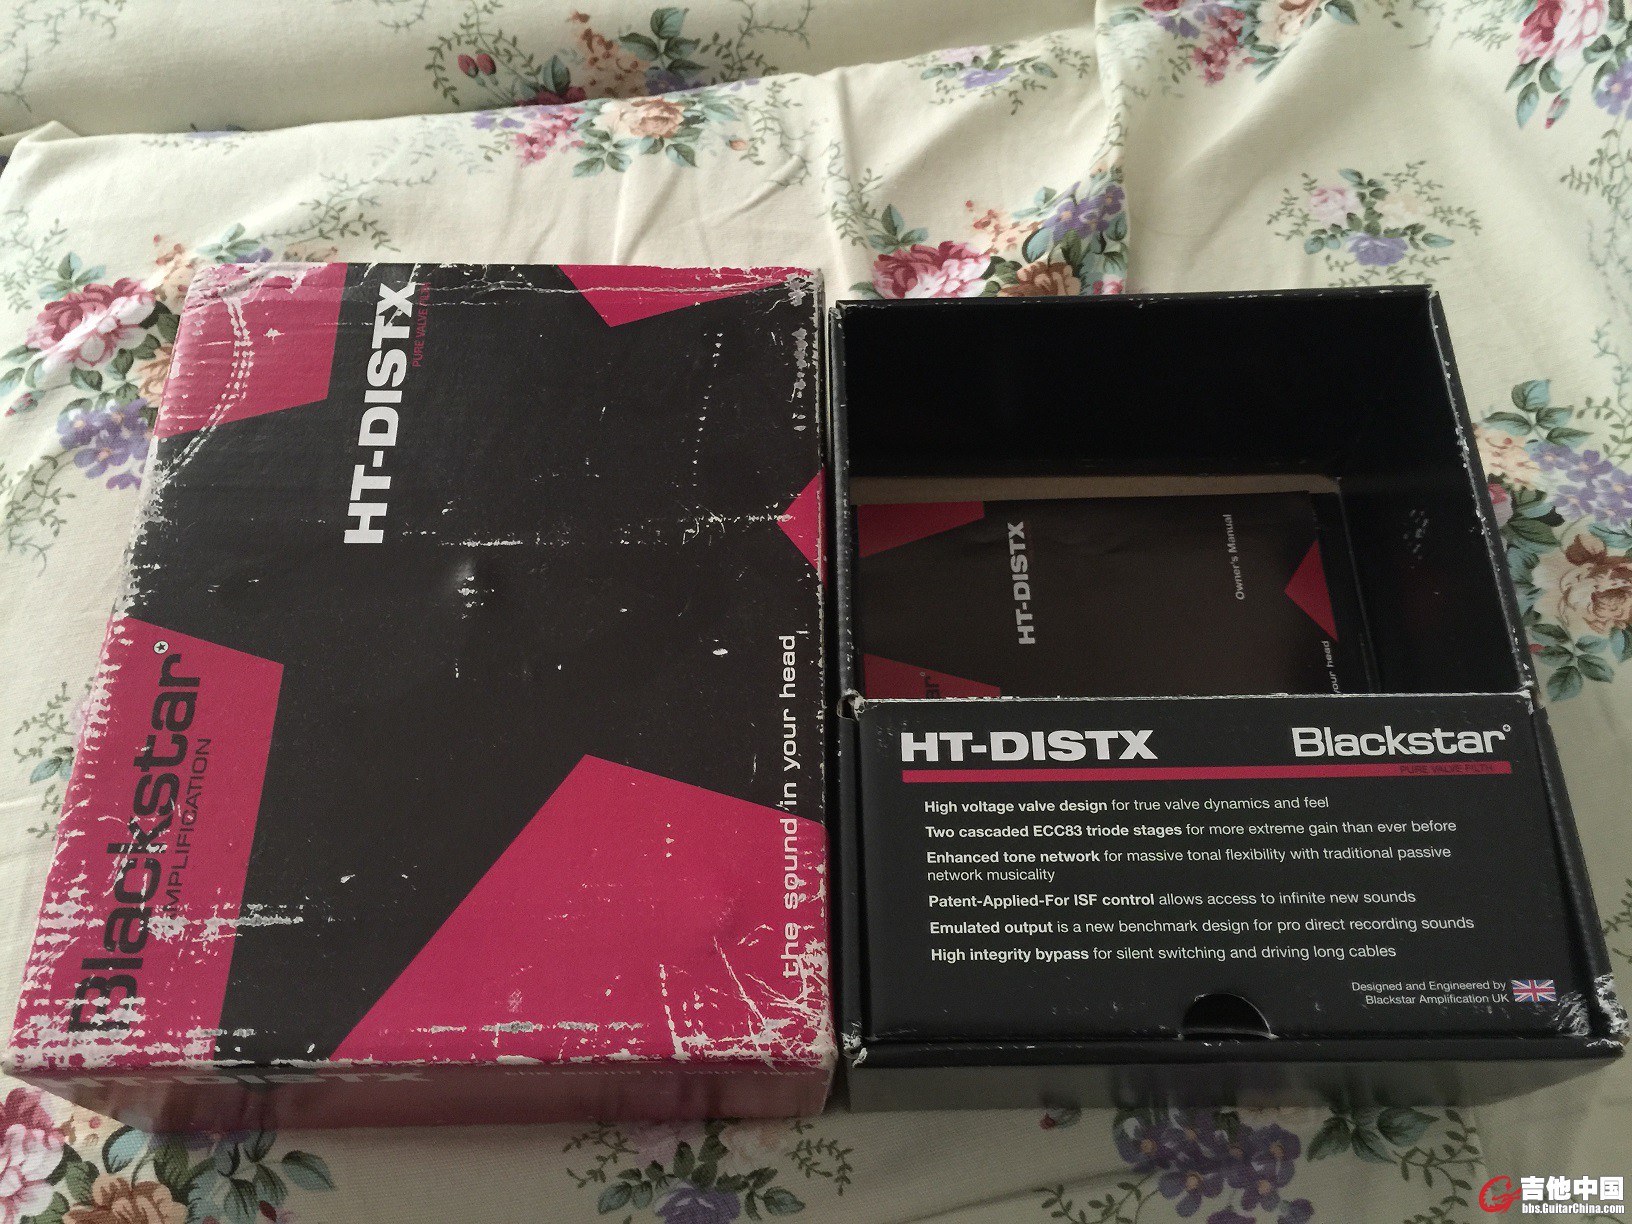 HT-DISTX
PURE VALVE FILTH
Blackstar
AMPLIFICATION
the sound in your head
HT-DISTX
the sound in your head
HT-DISTX
Owner's Manual
your head
HT-DISTX
Blackstar
PURE VALVE FILTH
High voltage valve design for true valve dynamics and feel
Two cascaded ECC83 triode stages for more extreme gain than ever before
Enhanced tone network for massive tonal flexibility with traditional passive
network musicality
Patent-Applied-For ISF control allows access to infinite new sounds
Emulated output is a new benchmark design for pro direct recording sounds
High integrity bypass for silent switching and driving long cables
Designed and Engineered by
Blackstar Amplification UK
吉他中国
bbs.GuitarChina.com